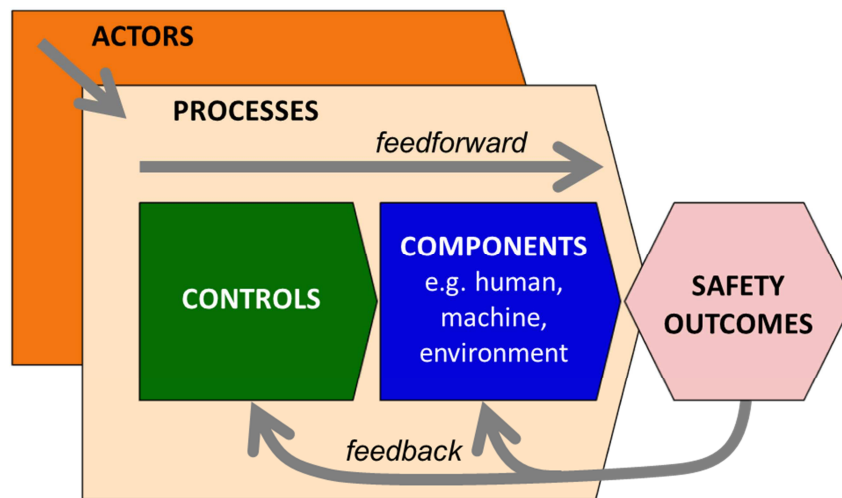 ACTORS
PROCESSES
feedforward
CONTROLS
COMPONENTS
e.g. human,
machine,
environment
SAFETY
OUTCOMES
feedback